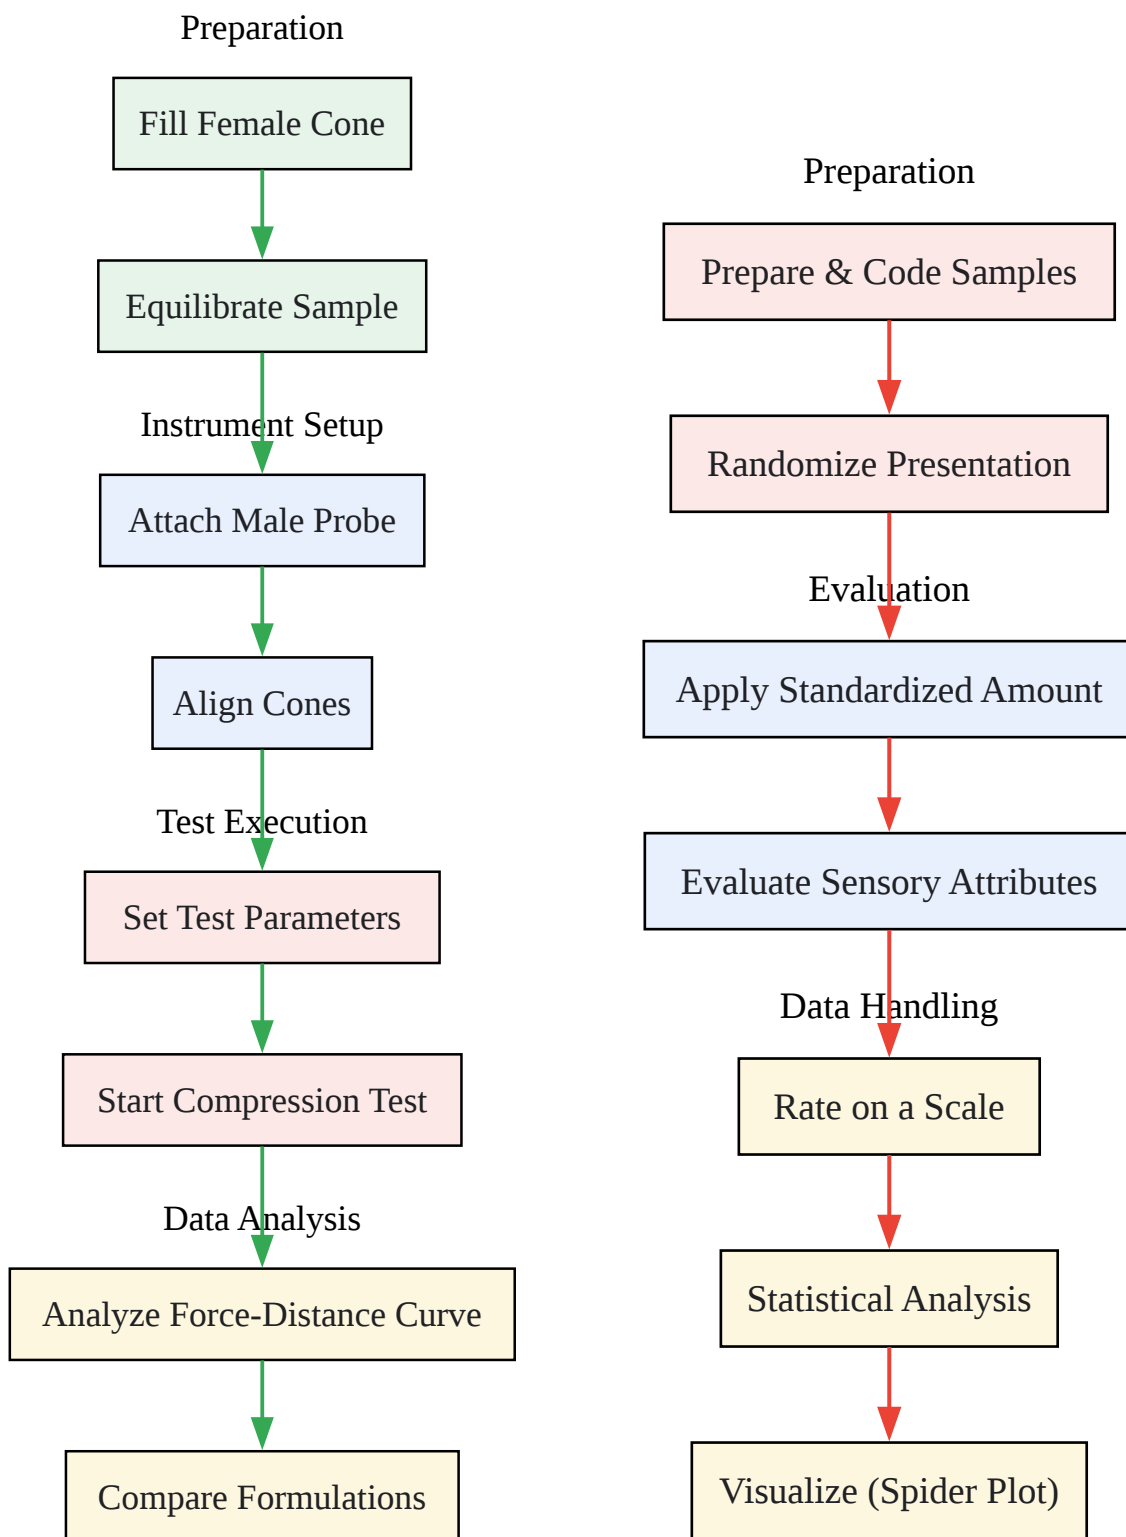 Preparation
Fill Female Cone
Equilibrate Sample
Instrument Setup
Attach Male Probe
Align Cones
Test Execution
Set Test Parameters
Start Compression Test
Data Analysis
Analyze Force-Distance Curve
Compare Formulations
Preparation
Prepare & Code Samples
Randomize Presentation
Evaluation
Apply Standardized Amount
Evaluate Sensory Attributes
Data Handling
Rate on a Scale
Statistical Analysis
Visualize (Spider Plot)